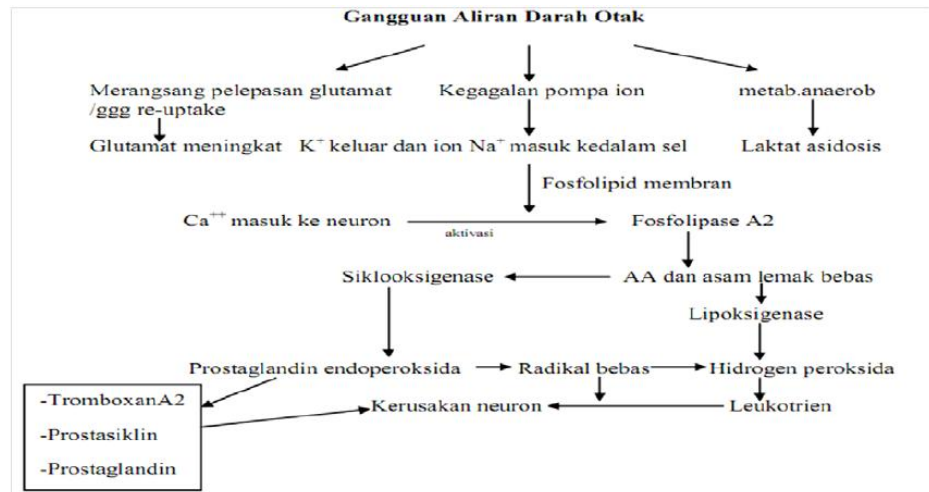 Gangguan Aliran Darah Otak
Merangsang pelepasan glutamat
/ggg re-uptake
Kegagalan pompa ion
metab.anaerob
Glutamat meningkat
K⁺ keluar dan ion Na⁺ masuk kedalam sel
Laktat asidosis
Fosfolipid membran
Ca⁺⁺ masuk ke neuron
aktivasi
Fosfolipase A2
Siklooksigenase
AA dan asam lemak bebas
Lipoksigenase
Prostaglandin endoperoksida
Radikal bebas
Hidrogen peroksida
-TromboxanA2
-Prostasiklin
-Prostaglandin
Kerusakan neuron
Leukotrien